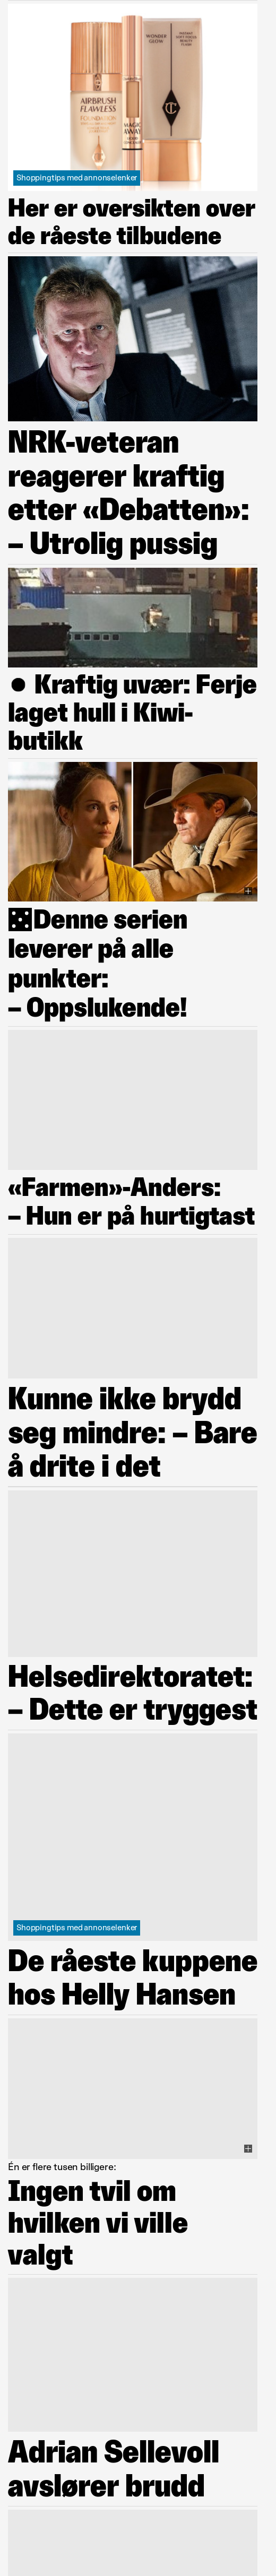 AIRBRUSH
FLAWLESS
FOUNDATION
MAGIC
AWAY
WONDER
GLOW
Shoppingtips med annonselenker
Her er oversikten over
de råeste tilbudene
NRK-veteran
reagerer kraftig
etter «Debatten»:
– Utrolig pussig
● Kraftig uvær: Ferje
laget hull i Kiwi-
butikk
⚄Denne serien
leverer på alle
punkter:
– Oppslukende!
«Farmen»-Anders:
– Hun er på hurtigtast
Kunne ikke brydd
seg mindre: – Bare
å drite i det
Helsedirektoratet:
– Dette er tryggest
Shoppingtips med annonselenker
De råeste kuppene
hos Helly Hansen
Én er flere tusen billigere:
Ingen tvil om
hvilken vi ville
valgt
Adrian Sellevoll
avslører brudd